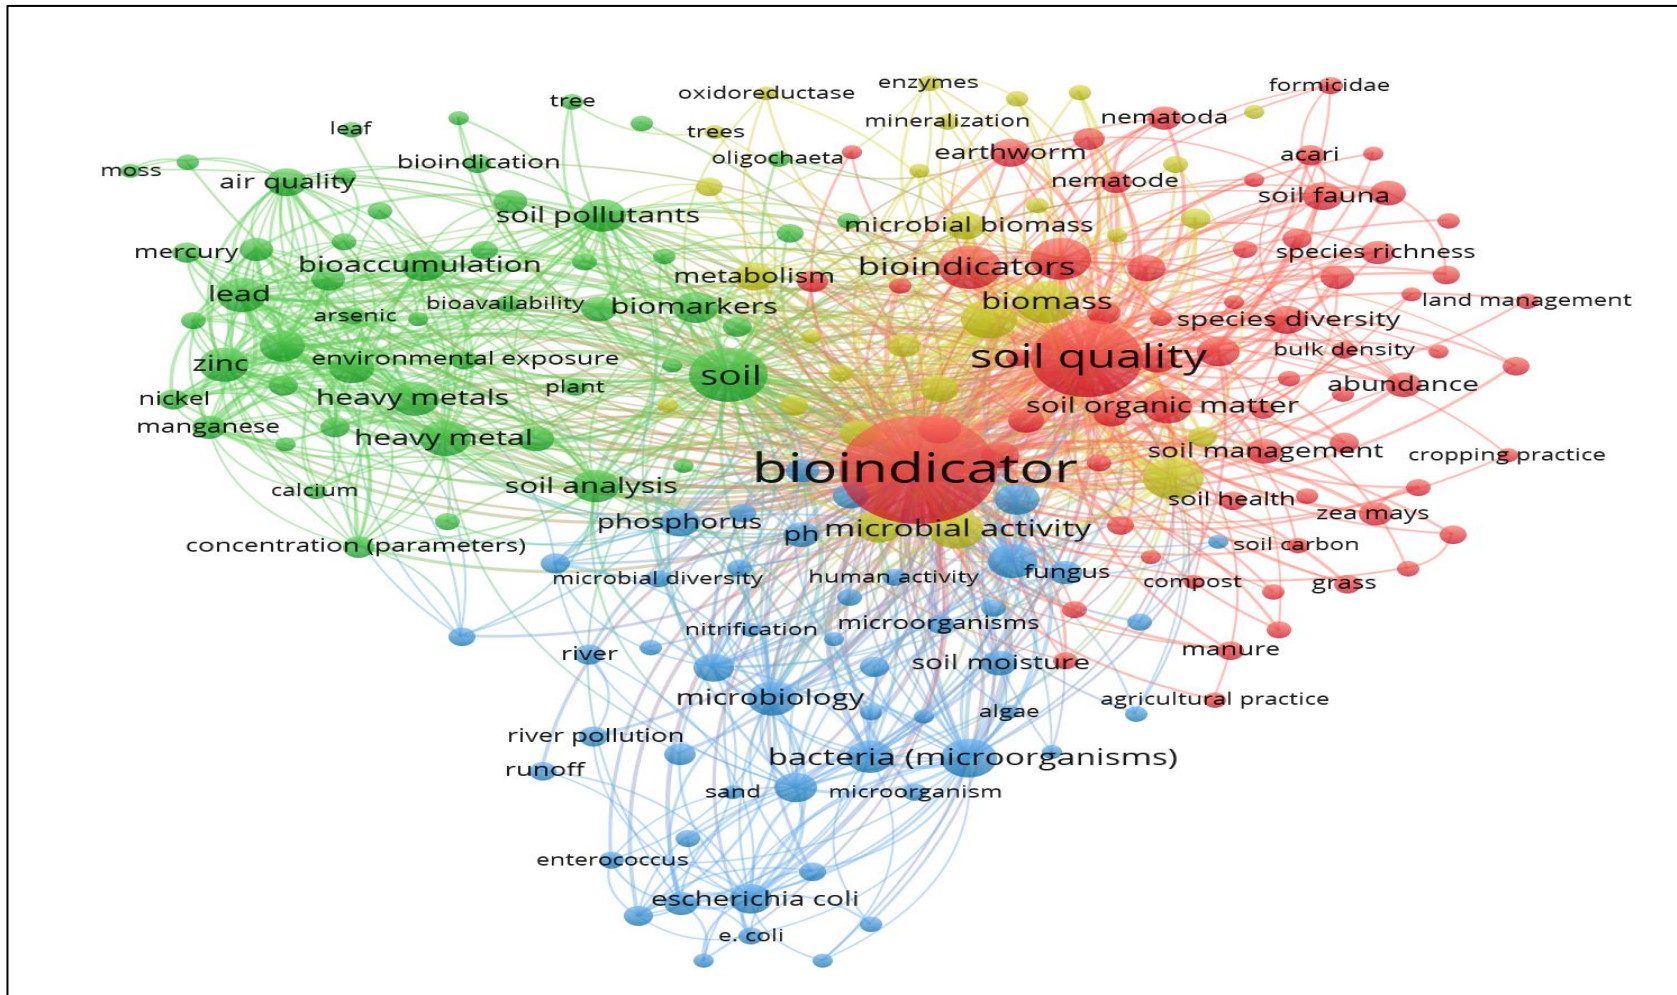 enzymes
formicidae
oxidoreductase
tree
nematoda
mineralization
leaf
trees
bioindication
oligochaeta
earthworm
acari
moss
air quality
nematode
soil fauna
soil pollutants
microbial biomass
mercury
species richness
bioaccumulation
metabolism
bioindicators
lead
bioavailability
biomarkers
biomass
land management
arsenic
species diversity
zinc
environmental exposure
soil
soil quality
bulk density
plant
abundance
nickel
heavy metals
soil organic matter
manganese
heavy metal
soil management
cropping practice
bioindicator
calcium
soil analysis
soil health
zea mays
phosphorus
ph
microbial activity
concentration (parameters)
soil carbon
microbial diversity
human activity
fungus
compost
grass
nitrification
microorganisms
river
soil moisture
manure
microbiology
agricultural practice
algae
river pollution
runoff
bacteria (microorganisms)
sand
microorganism
enterococcus
escherichia coli
e. coli